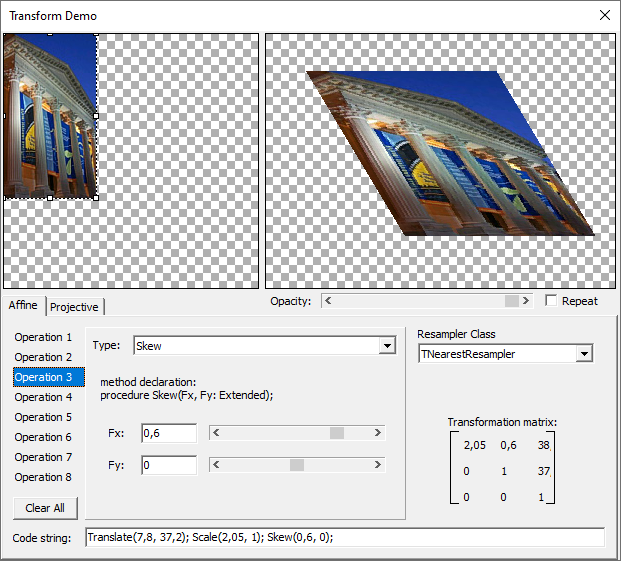 Transform Demo
Opacity:
Repeat
Affine
Projective
Operation 1
Operation 2
Operation 3
Operation 4
Operation 5
Operation 6
Operation 7
Operation 8
Clear All
Type: Skew
method declaration:
procedure Skew(Fx, Fy: Extended);
Fx: 0,6
Fy: 0
Resampler Class
TNearestResampler
Transformation matrix:
2,05 0,6 38,
0 1 37,
0 0 1
Code string: Translate(7,8, 37,2); Scale(2,05, 1); Skew(0,6, 0);